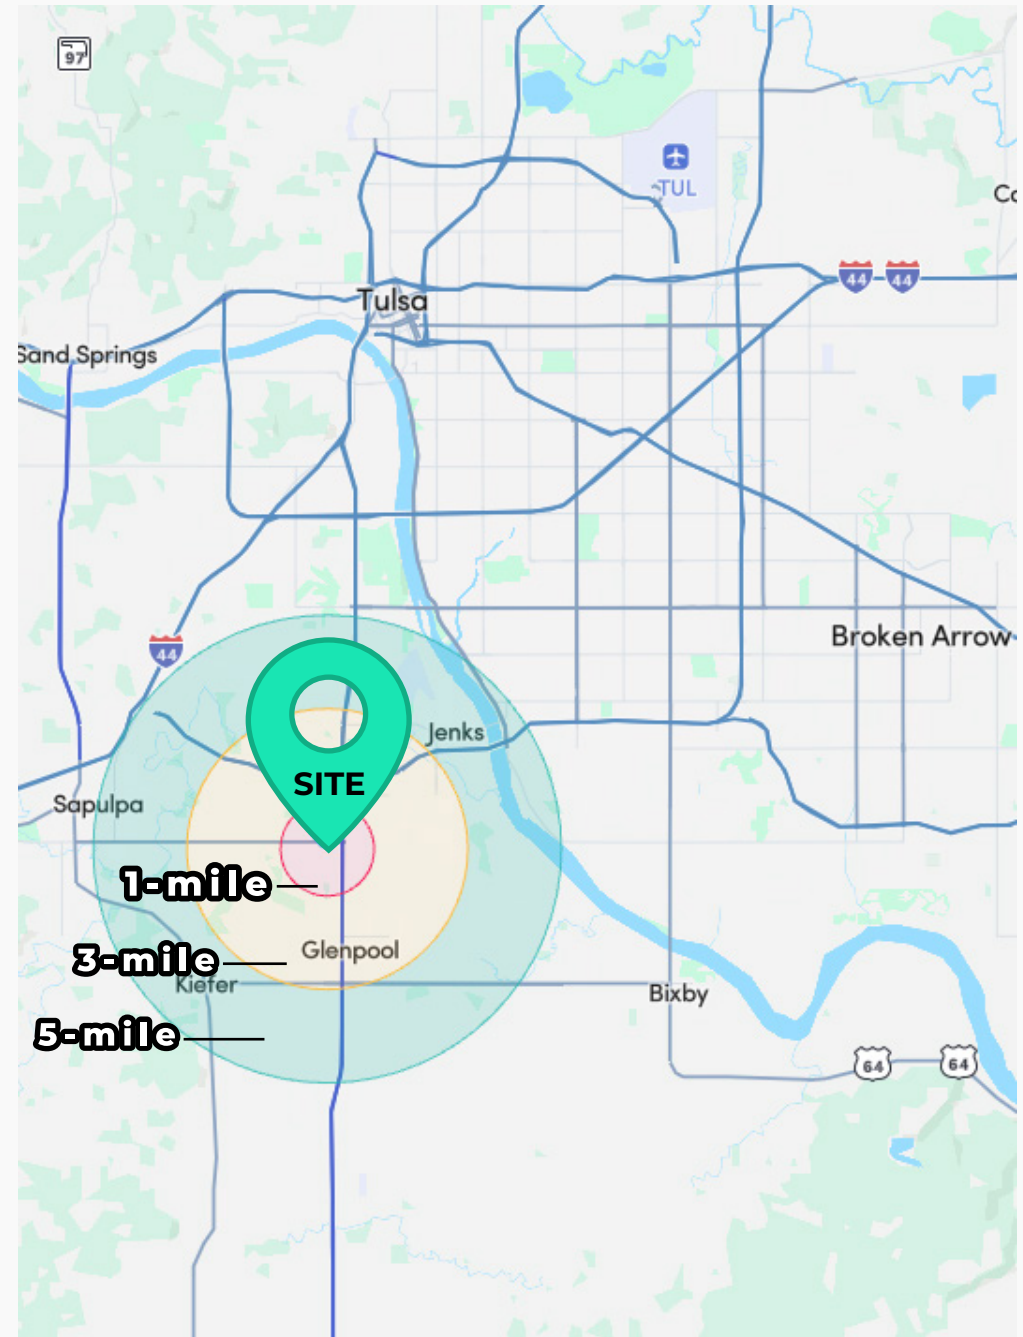 97
TUL
Co
44 44
Tulsa
Sand Springs
Broken Arrow
44
Jenks
SITE
Sapulpa
1-mile
Glenpool
3-mile
Kiefer
Bixby
5-mile
64 64